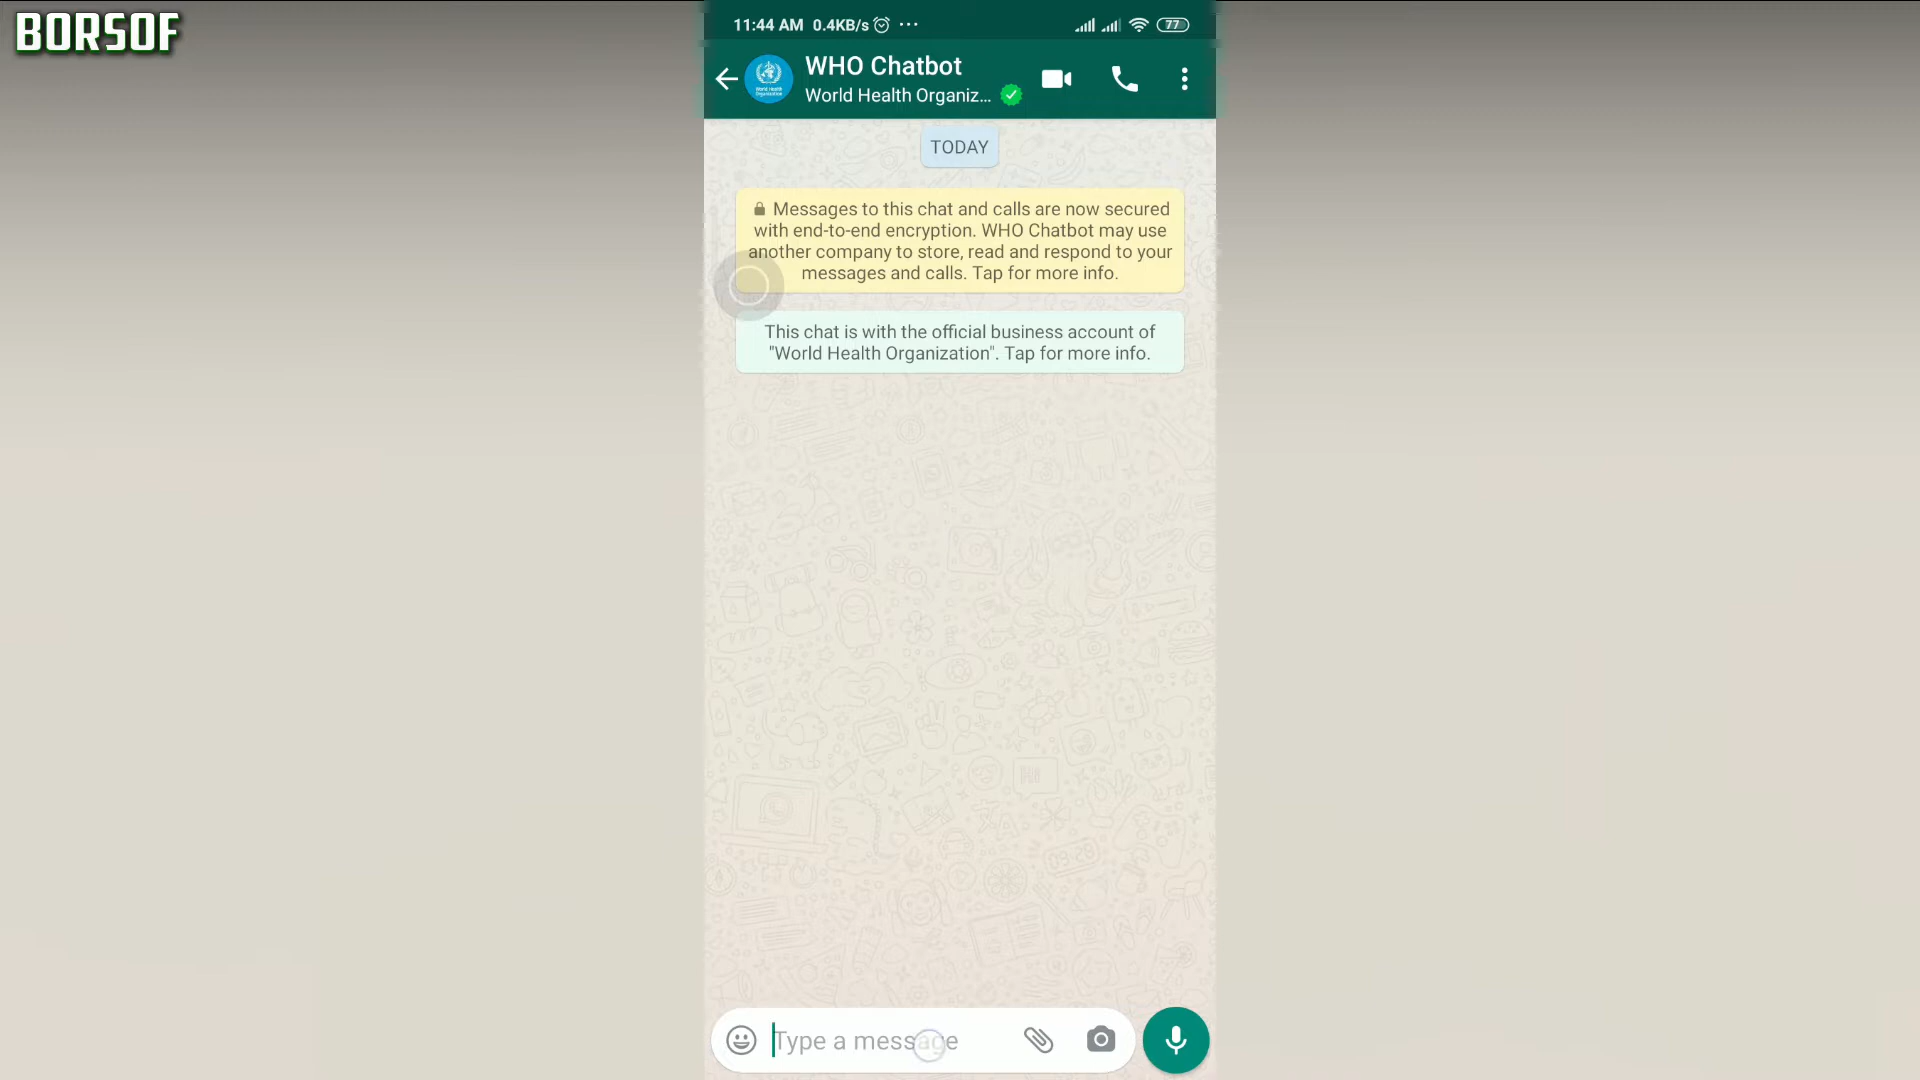 BORSOF
11:44 AM 0.4KB/s ...
77
WHO Chatbot
World Health Organiz...
TODAY
Messages to this chat and calls are now secured
with end-to-end encryption. WHO Chatbot may use
another company to store, read and respond to your
messages and calls. Tap for more info.
This chat is with the official business account of
"World Health Organization". Tap for more info.
Type a message